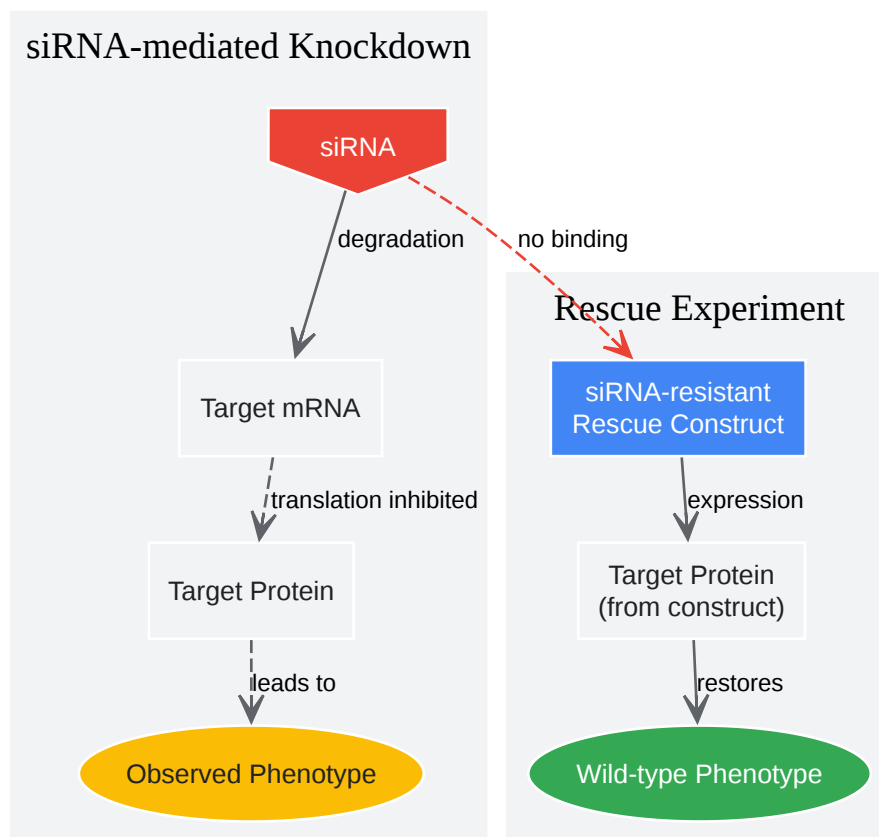 siRNA-mediated Knockdown
siRNA
degradation
no binding
Rescue Experiment
Target mRNA
siRNA-resistant
Rescue Construct
translation inhibited
expression
Target Protein
Target Protein
(from construct)
leads to
restores
Observed Phenotype
Wild-type Phenotype